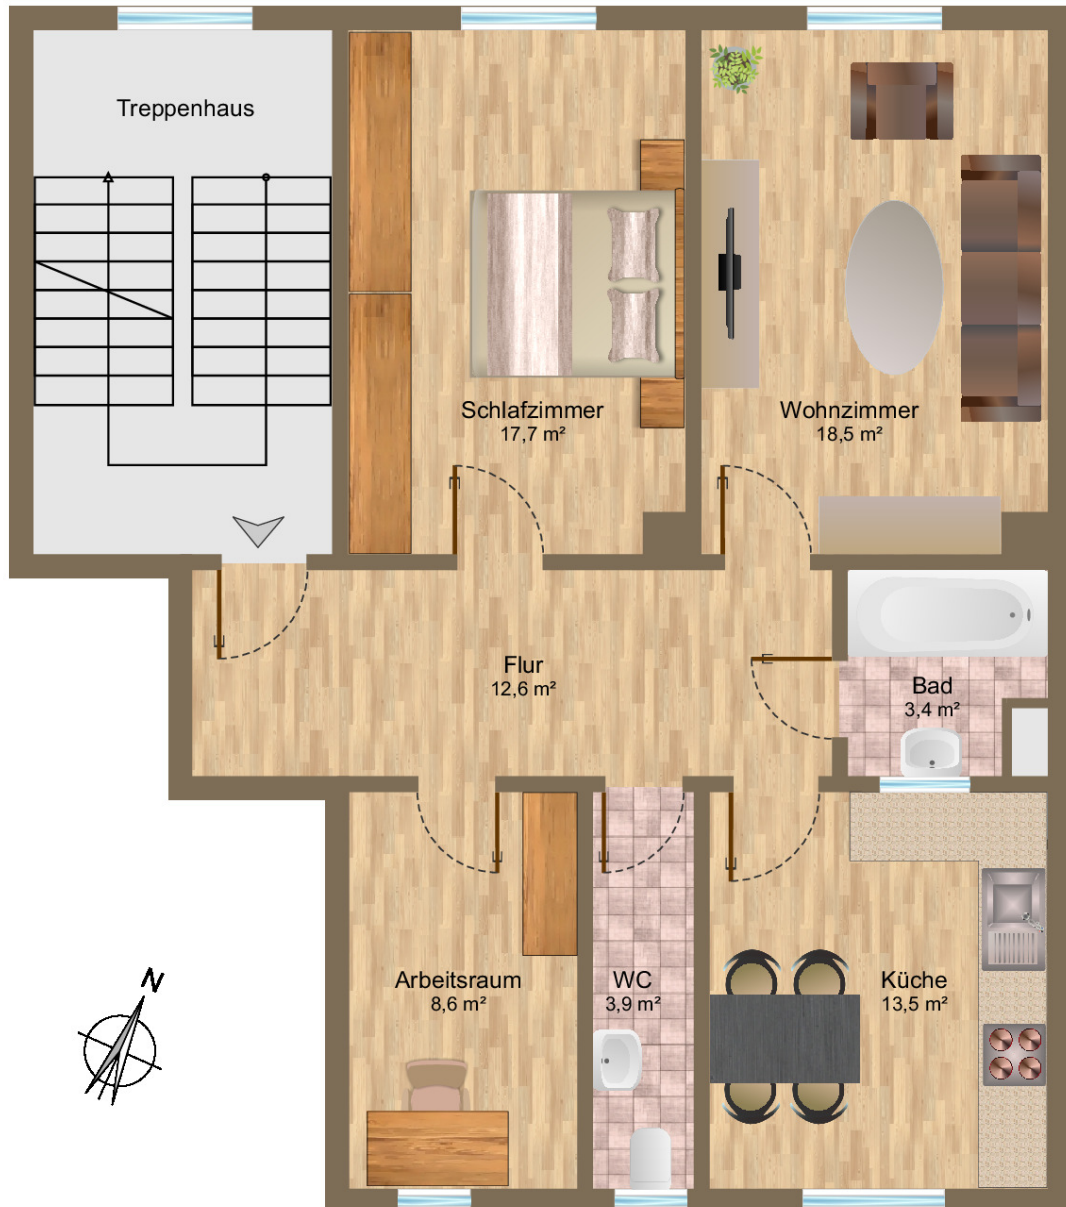 Treppenhaus
Schlafzimmer
17,7 m²
Wohnzimmer
18,5 m²
Flur
12,6 m²
Bad
3,4 m²
Arbeitsraum
8,6 m²
WC
3,9 m²
Küche
13,5 m²
N